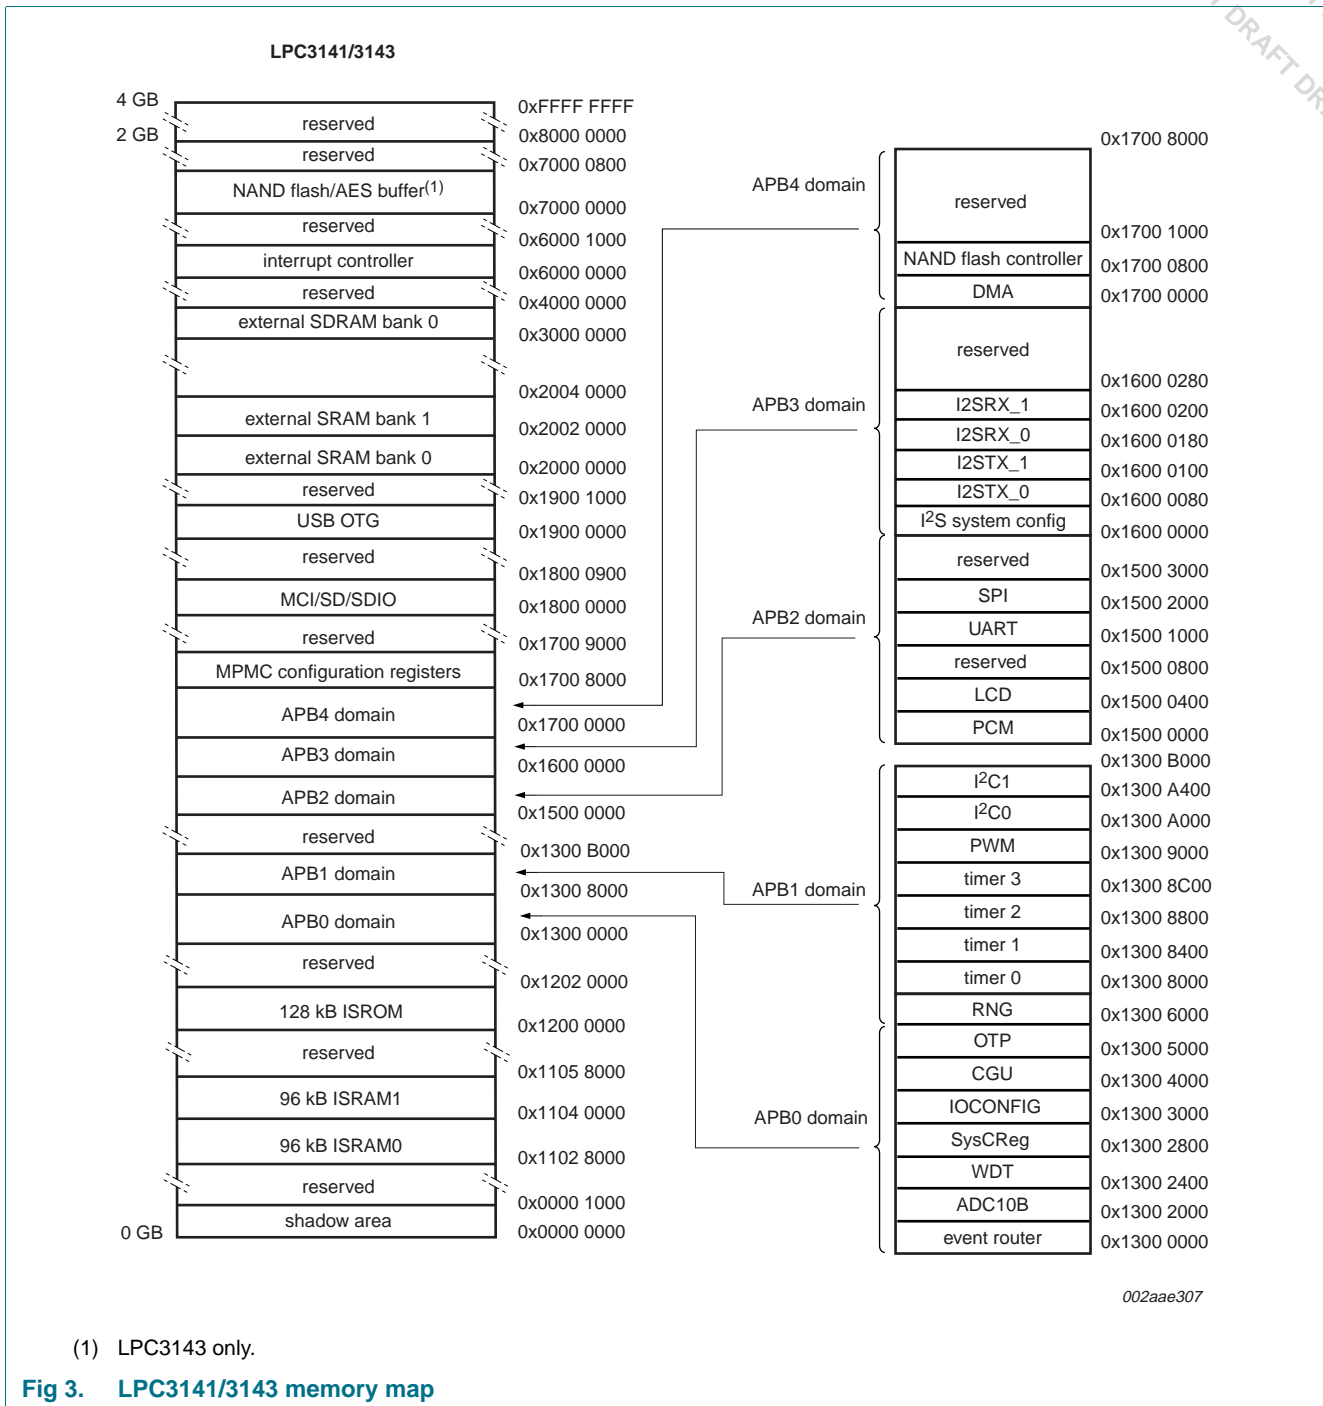 DRAFT DRAFT
LPC3141/3143
4 GB
0xFFFF FFFF
reserved
2 GB
0x8000 0000
reserved
0x7000 0800
NAND flash/AES buffer(1)
0x7000 0000
reserved
0x6000 1000
interrupt controller
0x6000 0000
reserved
0x4000 0000
external SDRAM bank 0
0x3000 0000
0x2004 0000
external SRAM bank 1
0x2002 0000
external SRAM bank 0
0x2000 0000
reserved
0x1900 1000
USB OTG
0x1900 0000
reserved
0x1800 0900
MCI/SD/SDIO
0x1800 0000
reserved
0x1700 9000
MPMC configuration registers
0x1700 8000
APB4 domain
0x1700 0000
APB3 domain
0x1600 0000
APB2 domain
0x1500 0000
reserved
0x1300 B000
APB1 domain
0x1300 8000
APB0 domain
0x1300 0000
reserved
0x1202 0000
128 kB ISROM
0x1200 0000
reserved
0x1105 8000
96 kB ISRAM1
0x1104 0000
96 kB ISRAM0
0x1102 8000
reserved
0x0000 1000
shadow area
0 GB
0x0000 0000
0x1700 8000
APB4 domain
reserved
0x1700 1000
NAND flash controller
0x1700 0800
DMA
0x1700 0000
APB3 domain
reserved
0x1600 0280
I2SRX_1
0x1600 0200
I2SRX_0
0x1600 0180
I2STX_1
0x1600 0100
I2STX_0
0x1600 0080
I2S system config
0x1600 0000
APB2 domain
reserved
0x1500 3000
SPI
0x1500 2000
UART
0x1500 1000
reserved
0x1500 0800
LCD
0x1500 0400
PCM
0x1500 0000
0x1300 B000
APB1 domain
I2C1
0x1300 A400
I2C0
0x1300 A000
PWM
0x1300 9000
timer 3
0x1300 8C00
timer 2
0x1300 8800
timer 1
0x1300 8400
timer 0
0x1300 8000
RNG
0x1300 6000
APB0 domain
OTP
0x1300 5000
CGU
0x1300 4000
IOCONFIG
0x1300 3000
SysCReg
0x1300 2800
WDT
0x1300 2400
ADC10B
0x1300 2000
event router
0x1300 0000
002aae307
(1) LPC3143 only.
Fig 3. LPC3141/3143 memory map